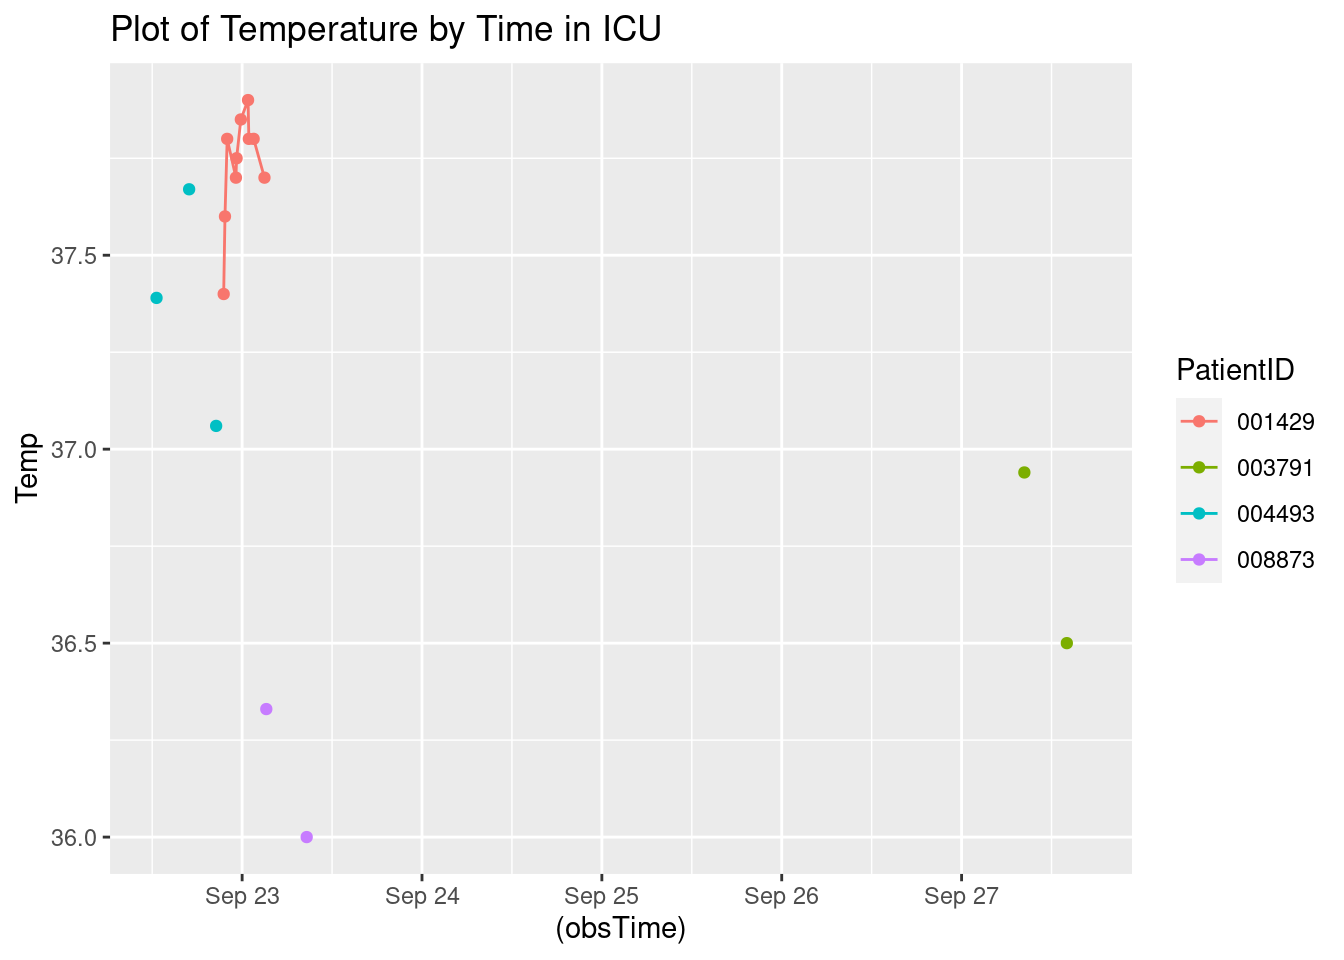 Plot of Temperature by Time in ICU
37.5
37.0
36.5
36.0
Temp
Sep 23
Sep 24
Sep 25
Sep 26
Sep 27
(obsTime)
PatientID
001429
003791
004493
008873